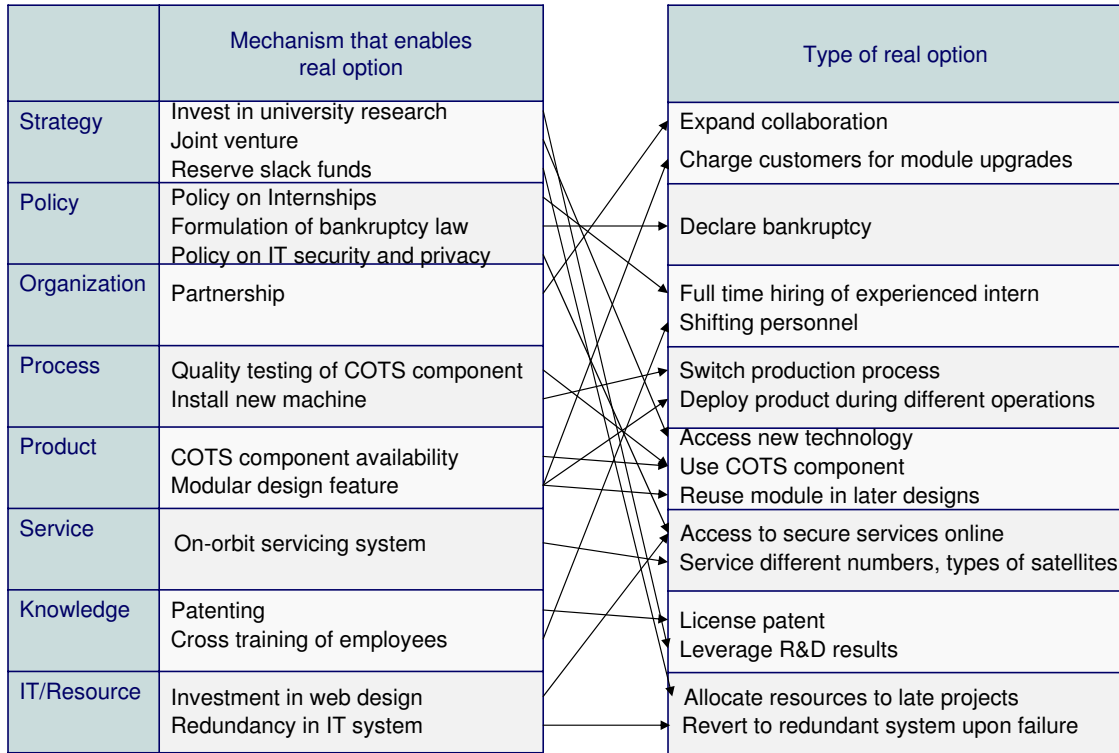 Mechanism that enables
real option
Strategy
Invest in university research
Joint venture
Reserve slack funds
Policy
Policy on Internships
Formulation of bankruptcy law
Policy on IT security and privacy
Organization
Partnership
Process
Quality testing of COTS component
Install new machine
Product
COTS component availability
Modular design feature
Service
On-orbit servicing system
Knowledge
Patenting
Cross training of employees
IT/Resource
Investment in web design
Redundancy in IT system
Type of real option
Expand collaboration
Charge customers for module upgrades
Declare bankruptcy
Full time hiring of experienced intern
Shifting personnel
Switch production process
Deploy product during different operations
Access new technology
Use COTS component
Reuse module in later designs
Access to secure services online
Service different numbers, types of satellites
License patent
Leverage R&D results
Allocate resources to late projects
Revert to redundant system upon failure